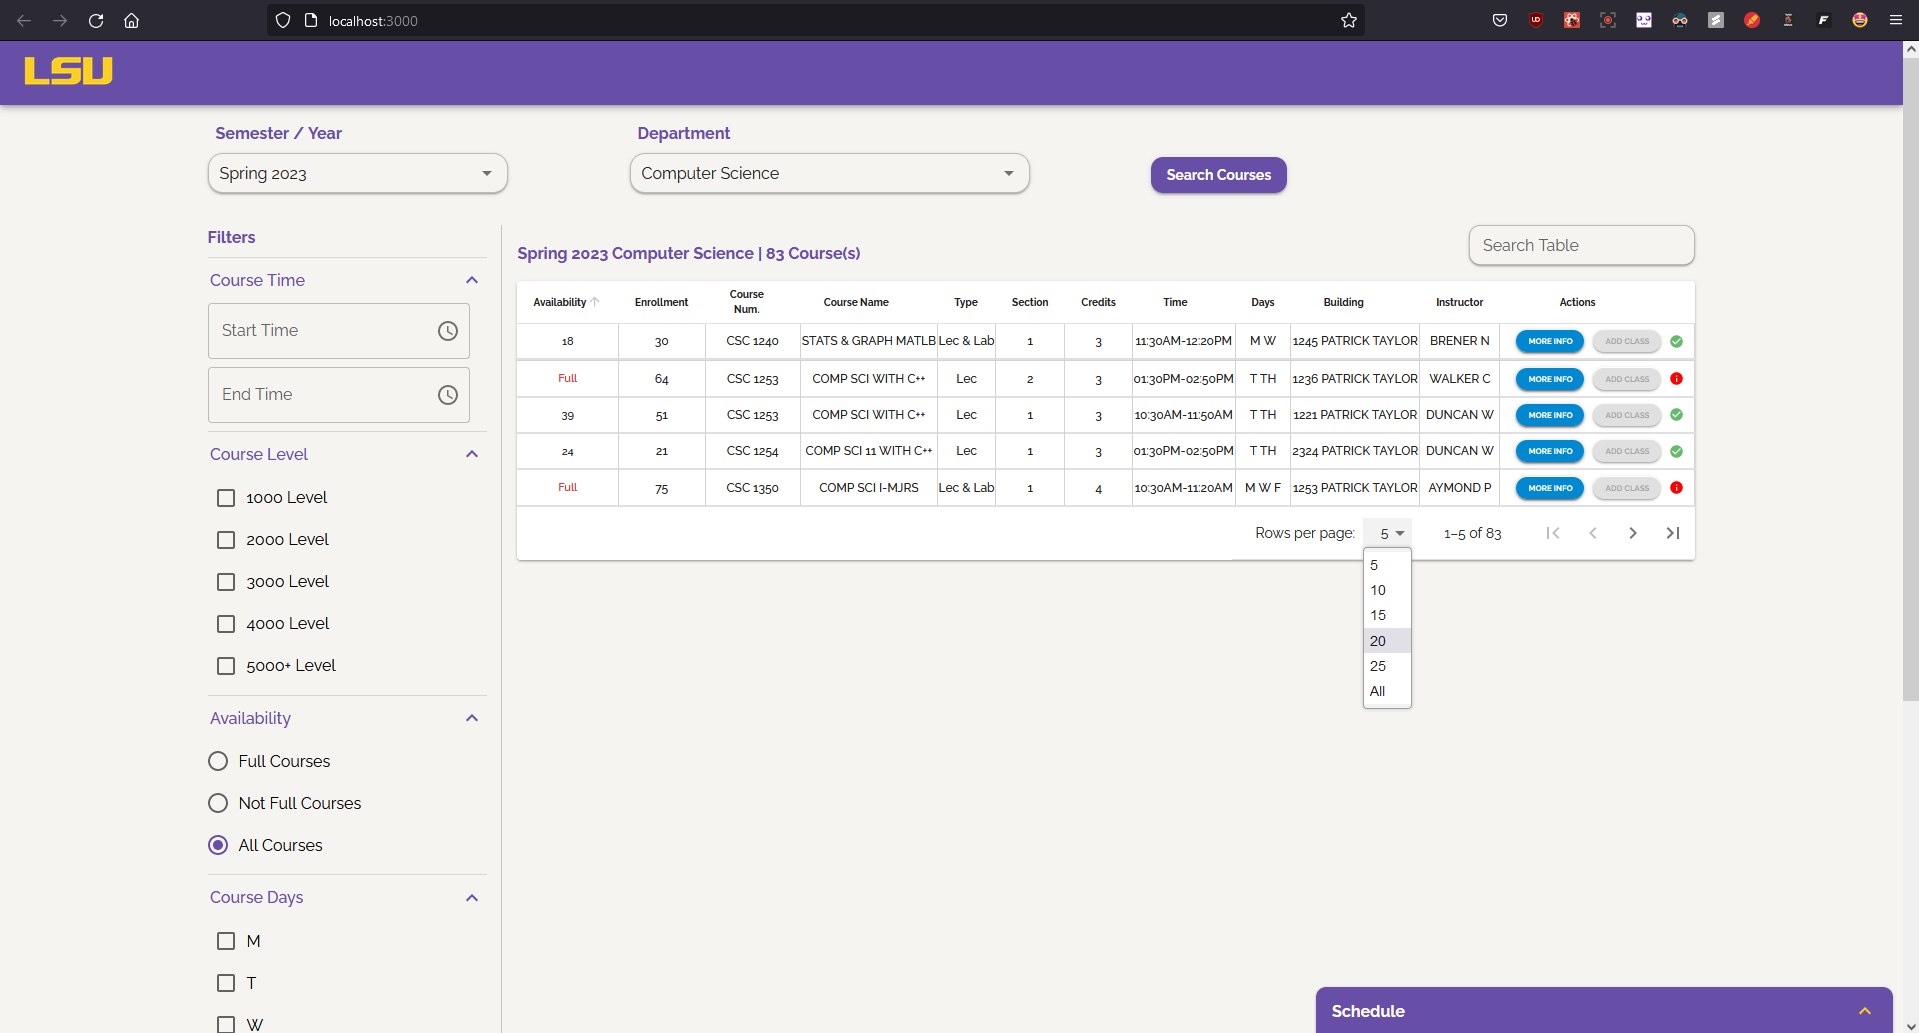 localhost:3000
LSU
Semester / Year
Department
Spring 2023
Computer Science
Search Courses
Filters
Course Time
Start Time
End Time
Course Level
1000 Level
2000 Level
3000 Level
4000 Level
5000+ Level
Availability
Full Courses
Not Full Courses
All Courses
Course Days
M
T
W
Spring 2023 Computer Science | 83 Course(s)
Search Table
Availability Enrollment Course Num. Course Name Type Section Credits Time Days Building Instructor Actions
18 30 CSC 1240 STATS & GRAPH MATLB Lec & Lab 1 3 11:30AM-12:20PM M W 1245 PATRICK TAYLOR BRENER N MORE INFO ADD CLASS
Full 64 CSC 1253 COMP SCI WITH C++ Lec 2 3 01:30PM-02:50PM T TH 1236 PATRICK TAYLOR WALKER C MORE INFO ADD CLASS
39 51 CSC 1253 COMP SCI WITH C++ Lec 1 3 10:30AM-11:50AM T TH 1221 PATRICK TAYLOR DUNCAN W MORE INFO ADD CLASS
24 21 CSC 1254 COMP SCI 11 WITH C++ Lec 1 3 01:30PM-02:50PM T TH 2324 PATRICK TAYLOR DUNCAN W MORE INFO ADD CLASS
Full 75 CSC 1350 COMP SCI I-MJRS Lec & Lab 1 4 10:30AM-11:20AM M W F 1253 PATRICK TAYLOR AYMOND P MORE INFO ADD CLASS
Rows per page: 5 1–5 of 83
5
10
15
20
25
All
Schedule